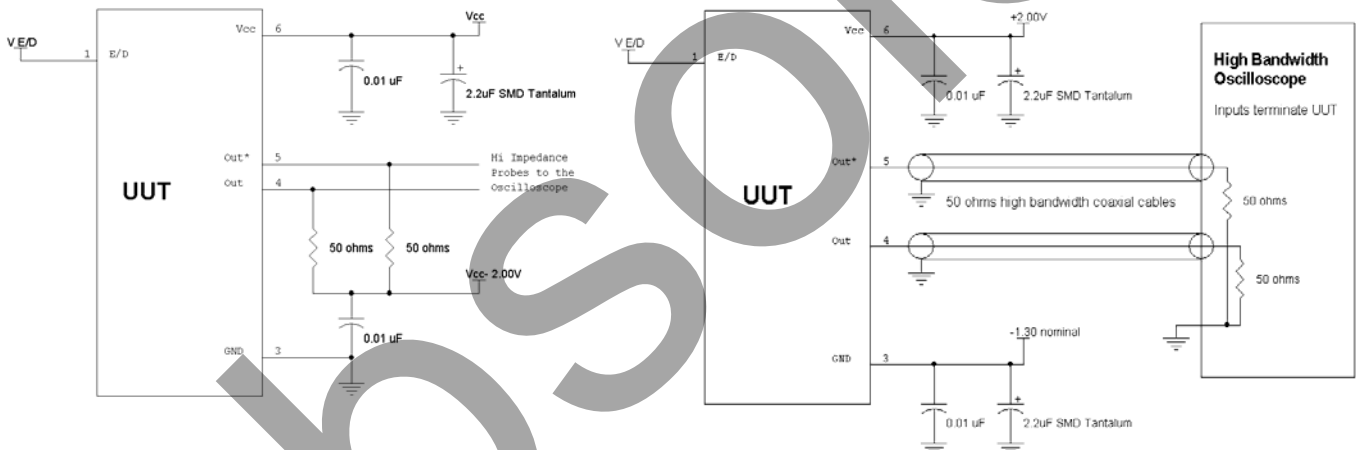 Vcc
Vcc 6
V E/D
1 E/D
0.01 uF
2.2uF SMD Tantalum
Out* 5
Out 4
Hi Impedance
Probes to the
Oscilloscope
UUT
50 ohms
50 ohms
Vcc- 2.00V
0.01 uF
GND 3
+2.00V
Vcc 6
V E/D
1 E/D
0.01 uF
2.2uF SMD Tantalum
High Bandwidth
Oscilloscope
Inputs terminate UUT
Out* 5
UUT
50 ohms high bandwidth coaxial cables
50 ohms
Out 4
50 ohms
-1.30 nominal
GND 3
0.01 uF
2.2uF SMD Tantalum
bsol